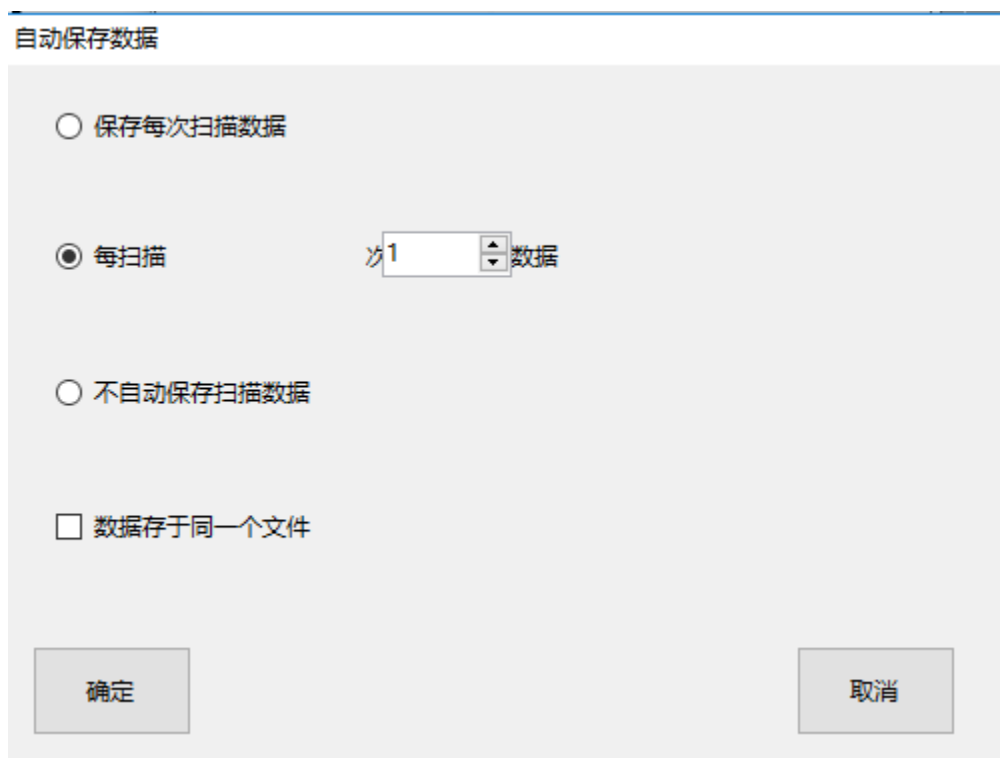 自动保存数据
保存每次扫描数据
每扫描 次 1 数据
不自动保存扫描数据
数据存于同一个文件
确定 取消